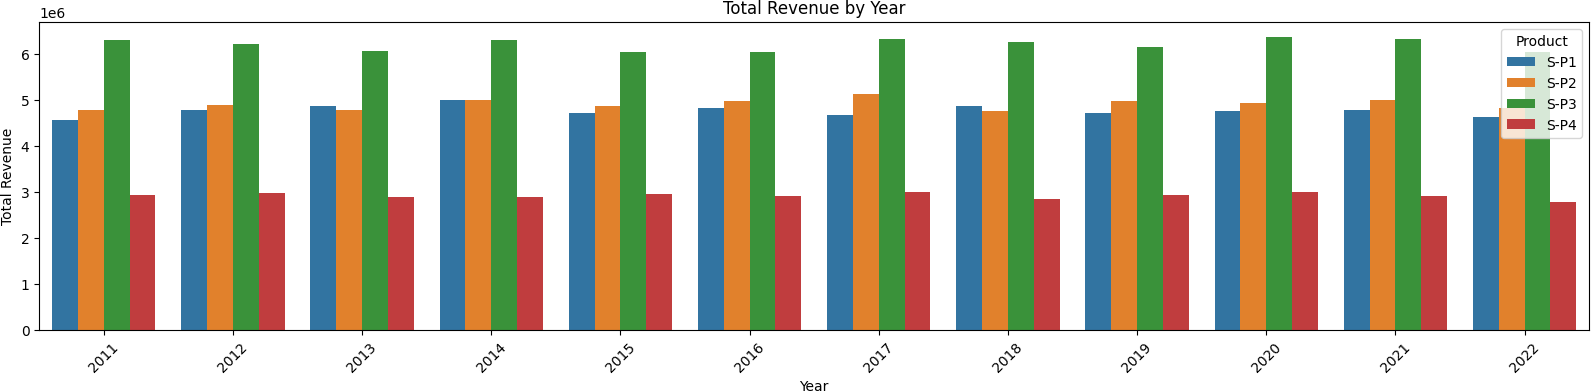 Total Revenue by Year
1e6
Total Revenue
6
5
4
3
2
1
0
Product
S-P1
S-P2
S-P3
S-P4
2011
2012
2013
2014
2015
2016
2017
2018
2019
2020
2021
2022
Year